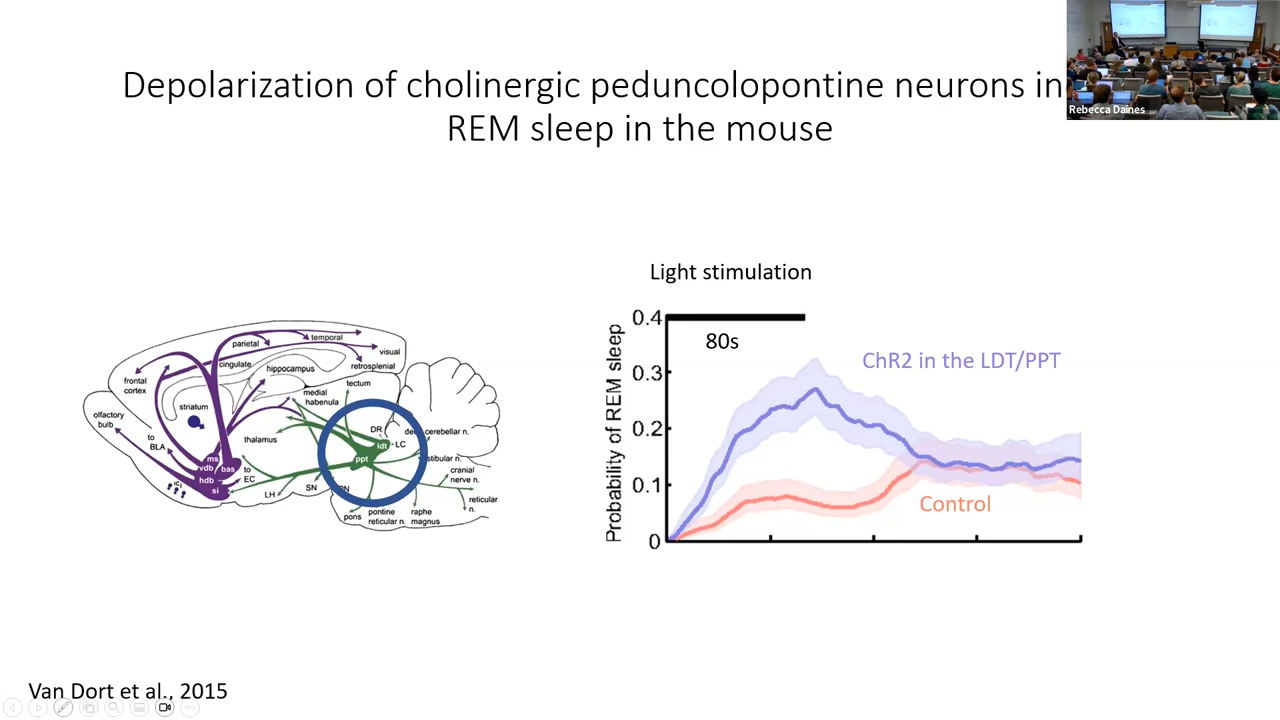 Depolarization of cholinergic peduncolopontine neurons in
REM sleep in the mouse
Rebecca Daines
Light stimulation
80s
ChR2 in the LDT/PPT
Control
Probability of REM sleep
0.4
0.3
0.2
0.1
0
parietal
temporal
visual
cingulate
retrosplenial
hippocampus
frontal
cortex
tectum
medial
habenula
striatum
olfactory
bulb
to
BLA
thalamus
DR
cerebellar n.
ldt
LC
ms
vdb
bas
hdb
si
ppt
to
EC
LH
SN
cranial
nerve n.
reticular
n.
pons
pontine
reticular n.
raphe
magnus
Van Dort et al., 2015